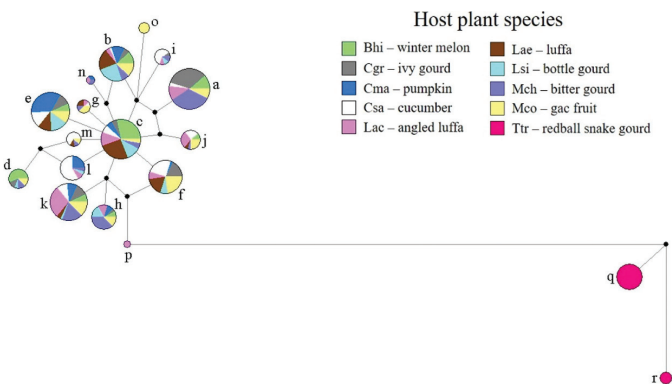 Host plant species
Bhi – winter melon
Cgr – ivy gourd
Cma – pumpkin
Csa – cucumber
Lac – angled luffa
Lae – luffa
Lsi – bottle gourd
Mch – bitter gourd
Mco – gac fruit
Ttr – redball snake gourd
o
b
i
n
a
e
g
c
m
j
d
l
k
h
f
p
q
r